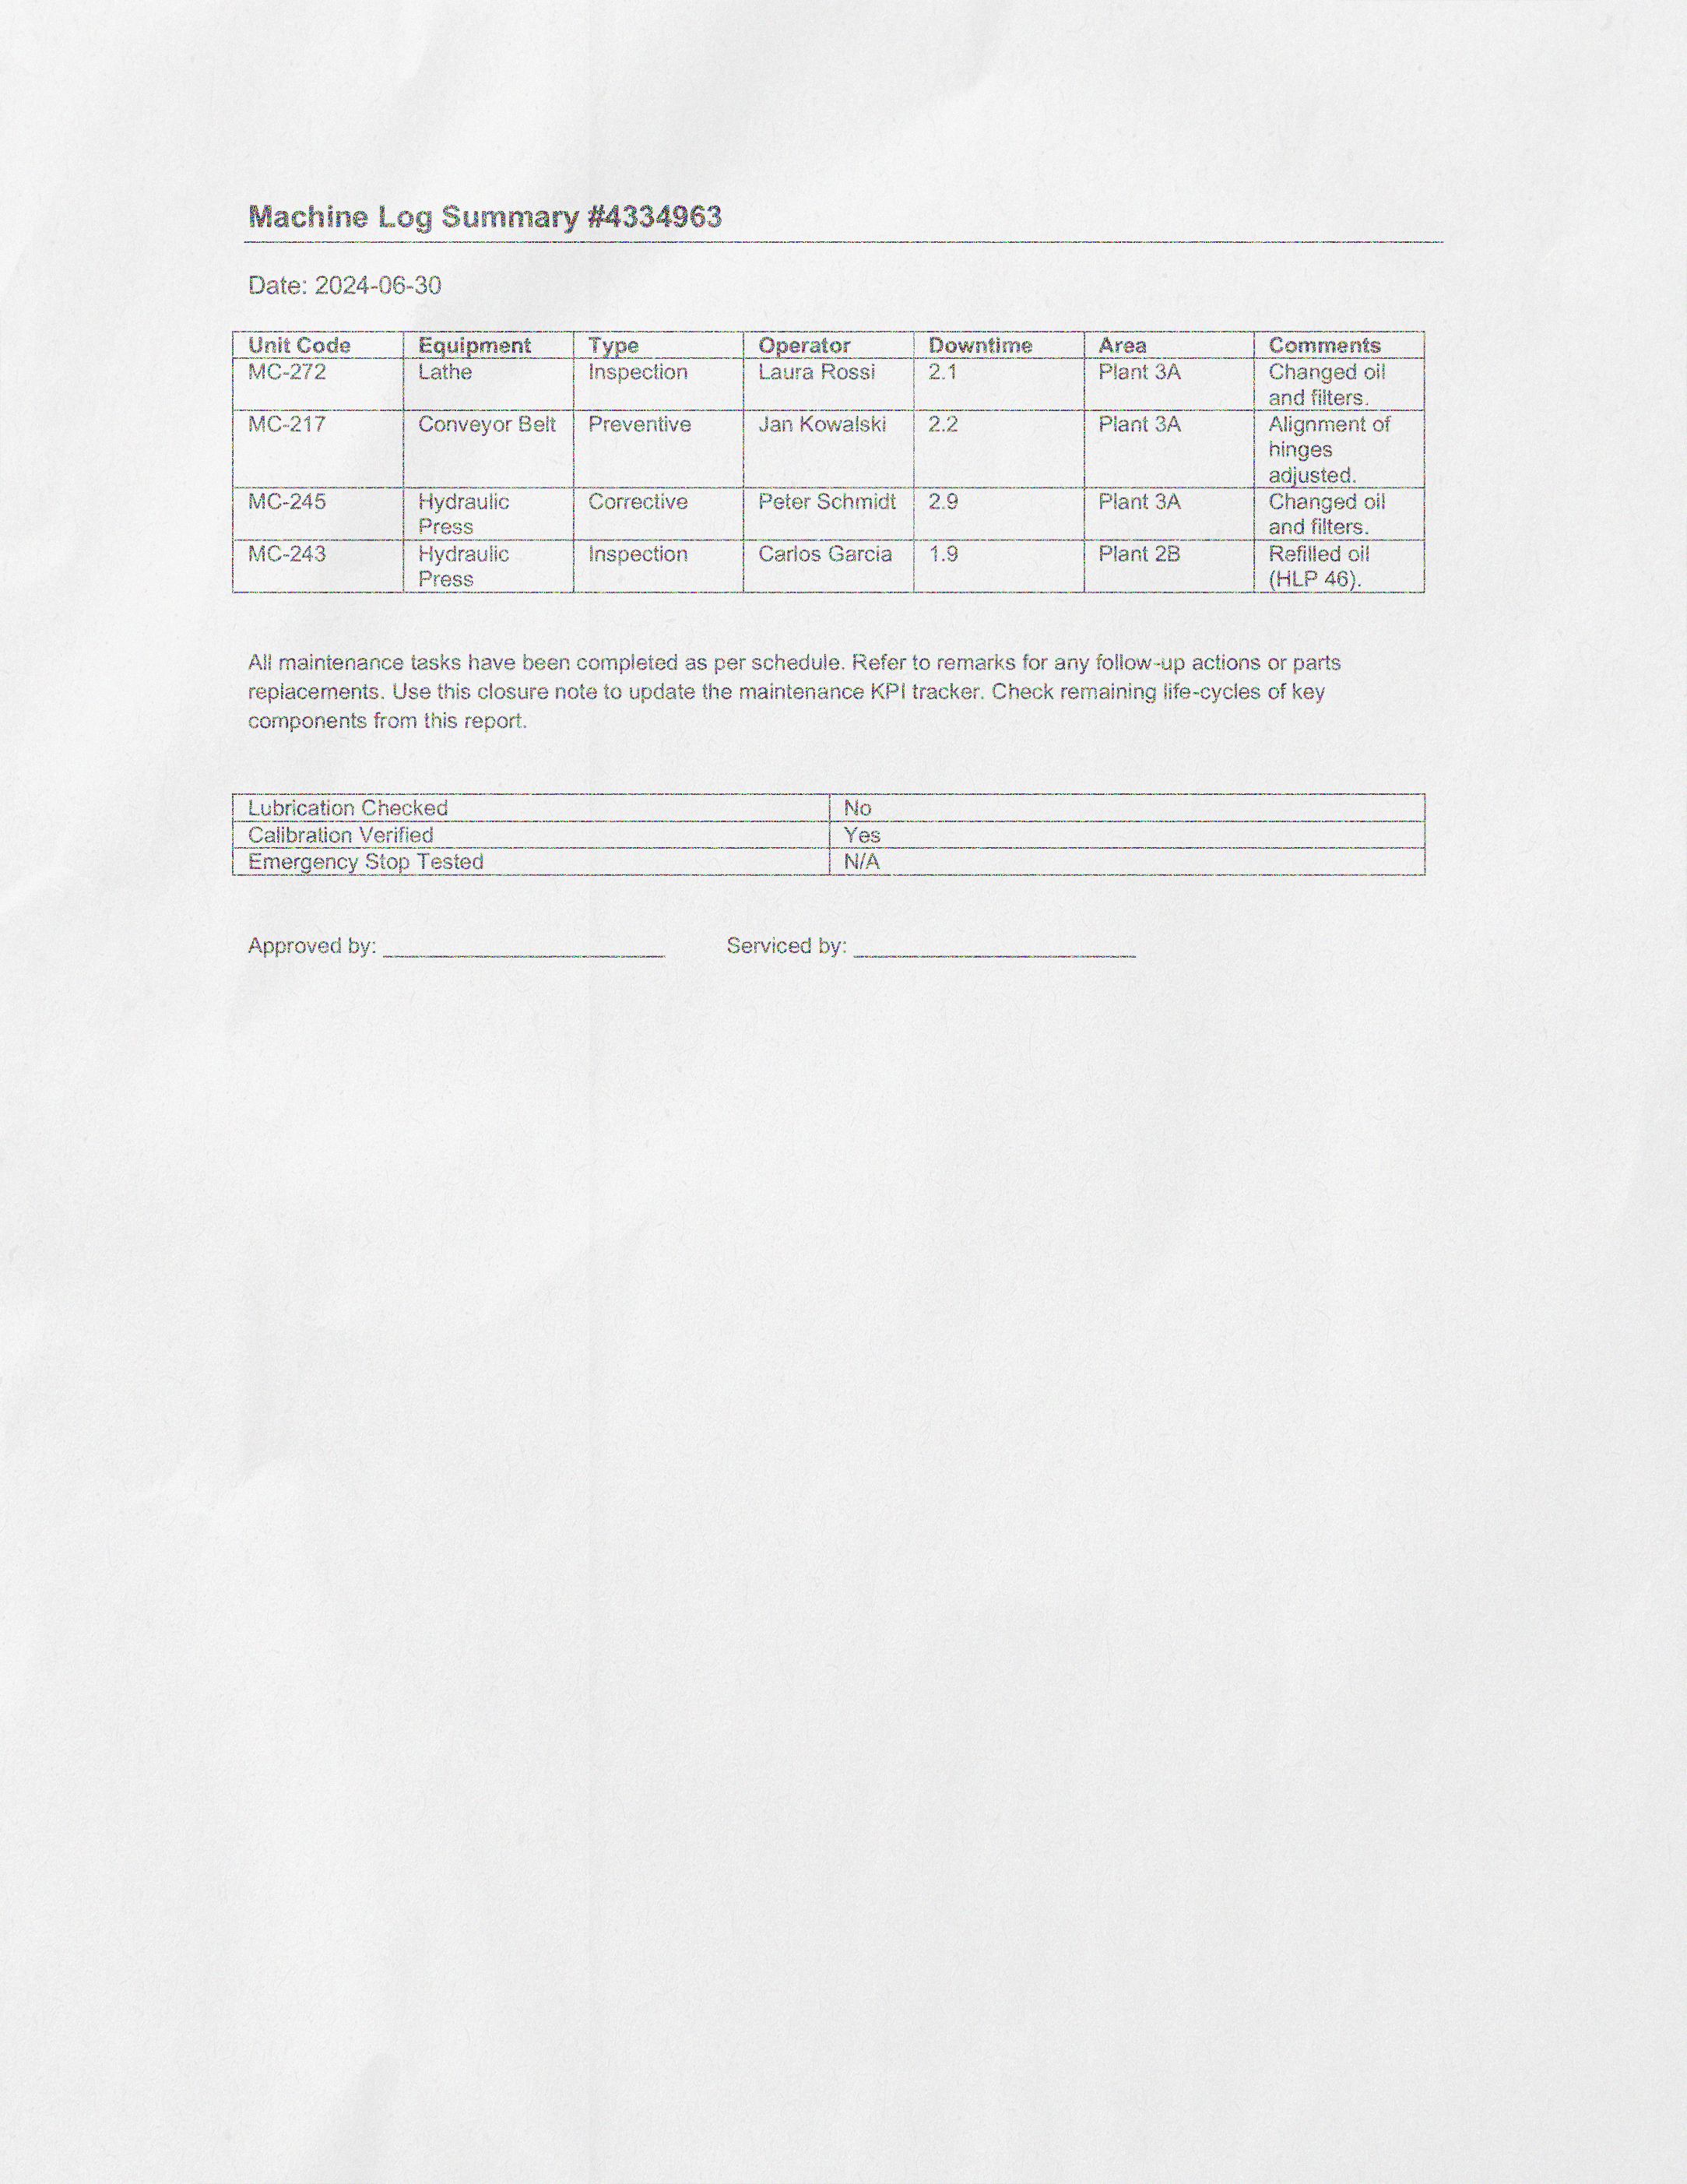 Machine Log Summary #4334963
Date: 2024-06-30
Unit Code Equipment Type Operator Downtime Area Comments
MC-272 Lathe Inspection Laura Rossi 2.1 Plant 3A Changed oil
and filters.
MC-217 Conveyor Belt Preventive Jan Kowalski 2.2 Plant 3A Alignment of
hinges
adjusted.
MC-245 Hydraulic Corrective Peter Schmidt 2.9 Plant 3A Changed oil
Press and filters.
MC-243 Hydraulic Inspection Carlos Garcia 1.9 Plant 2B Refilled oil
Press (HLP 46).
All maintenance tasks have been completed as per schedule. Refer to remarks for any follow-up actions or parts
replacements. Use this closure note to update the maintenance KPI tracker. Check remaining life-cycles of key
components from this report.
Lubrication Checked No
Calibration Verified Yes
Emergency Stop Tested N/A
Approved by: ______________________ Serviced by: ______________________